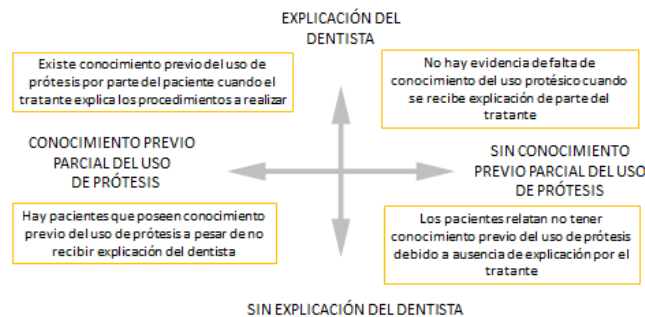 EXPLICACIÓN DEL
DENTISTA
Existe conocimiento previo del uso de
prótesis por parte del paciente cuando el
tratante explica los procedimientos a realizar
No hay evidencia de falta de
conocimiento del uso protésico cuando
se recibe explicación de parte del
tratante
CONOCIMIENTO PREVIO
PARCIAL DEL USO
DE PRÓTESIS
SIN CONOCIMIENTO
PREVIO PARCIAL DEL USO
DE PRÓTESIS
Hay pacientes que poseen conocimiento
previo del uso de prótesis a pesar de no
recibir explicación del dentista
Los pacientes relatan no tener
conocimiento previo del uso de prótesis
debido a ausencia de explicación por el
tratante
SIN EXPLICACIÓN DEL DENTISTA